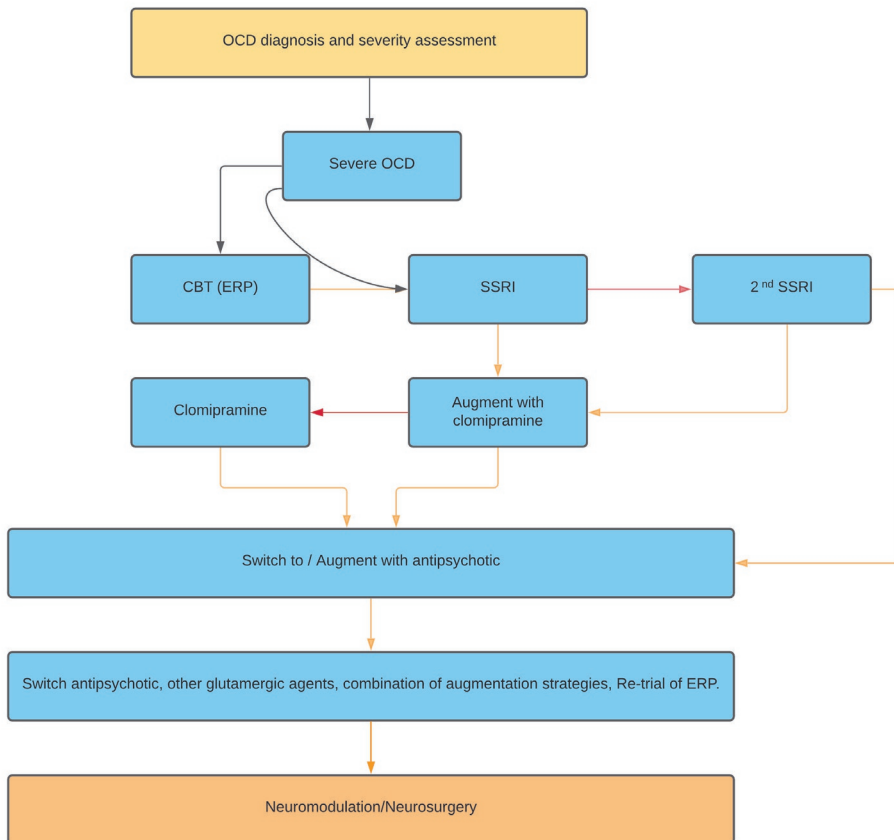 OCD diagnosis and severity assessment
Severe OCD
CBT (ERP)
SSRI
2 nd SSRI
Clomipramine
Augment with
clomipramine
Switch to / Augment with antipsychotic
Switch antipsychotic, other glutamergic agents, combination of augmentation strategies, Re-trial of ERP.
Neuromodulation/Neurosurgery